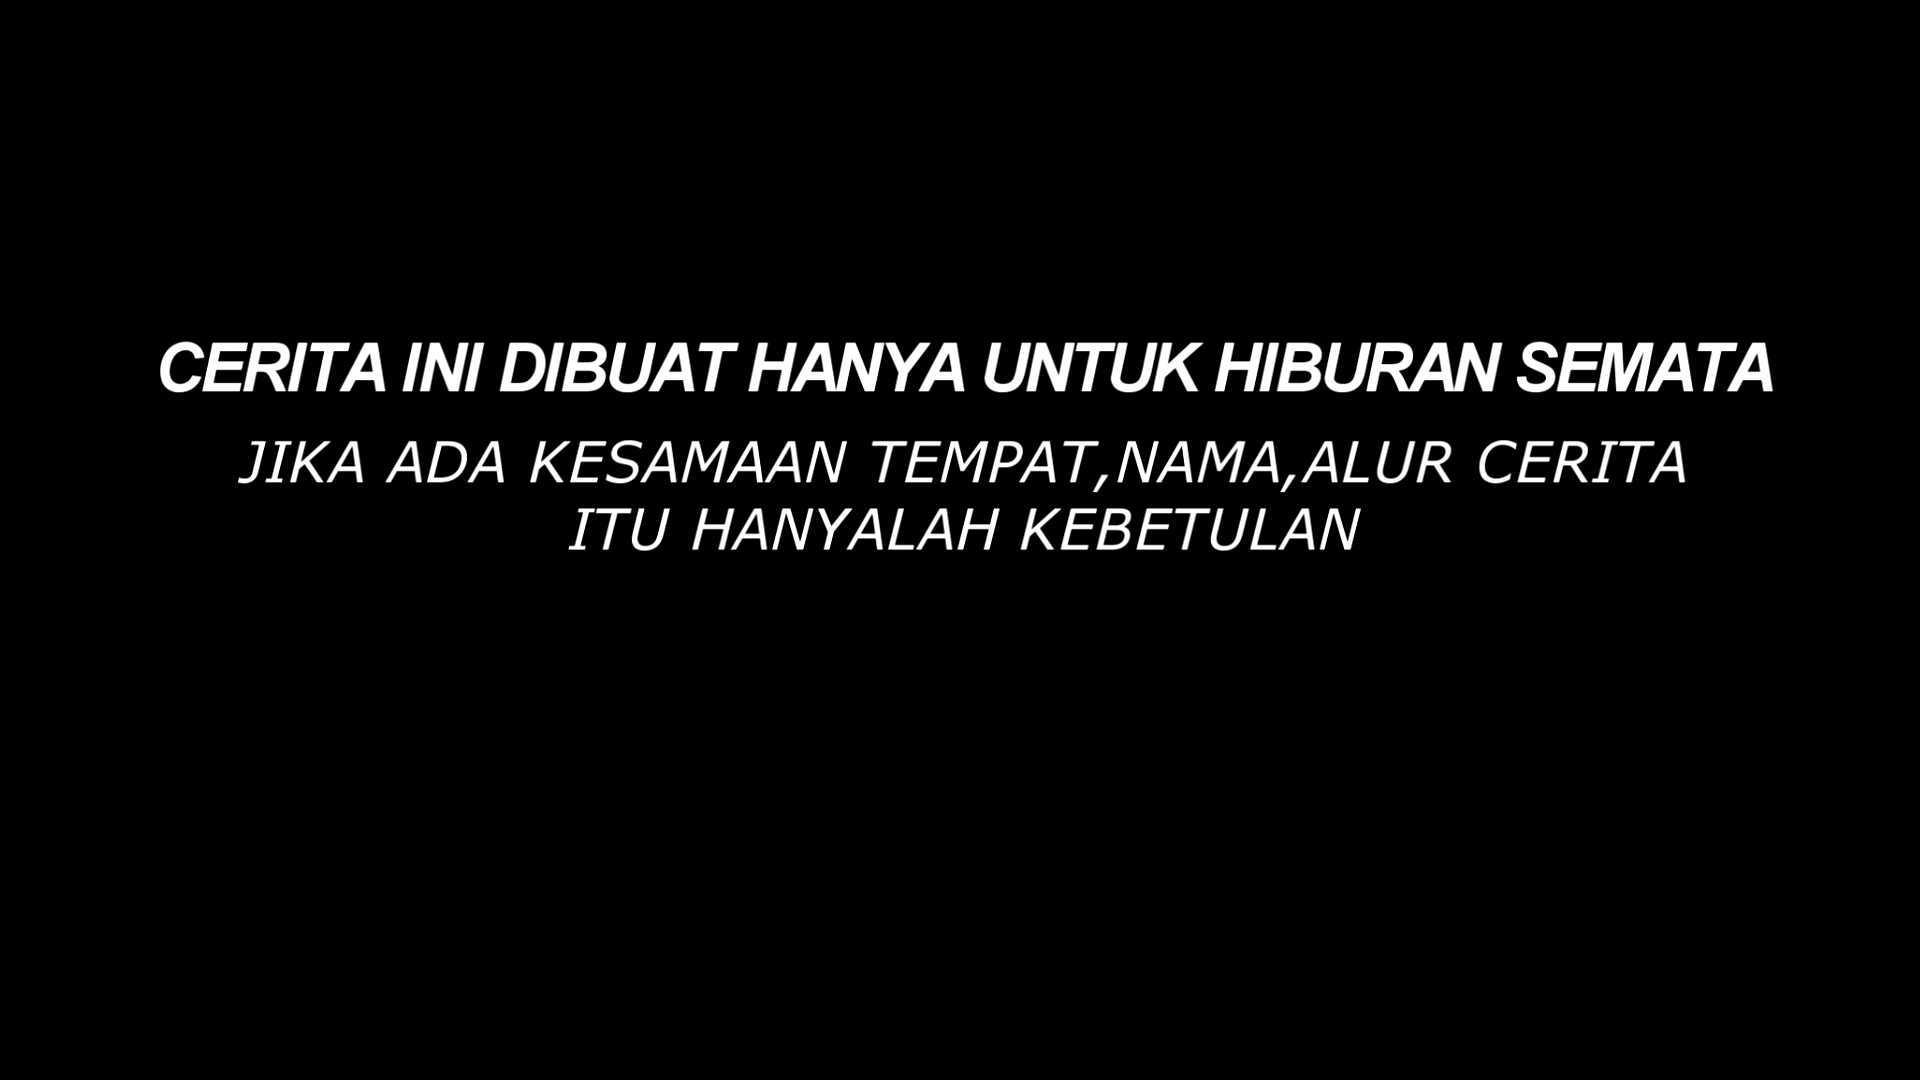 CERITA INI DIBUAT HANYA UNTUK HIBURAN SEMATA
JIKA ADA KESAMAAN TEMPAT,NAMA,ALUR CERITA
ITU HANYALAH KEBETULAN